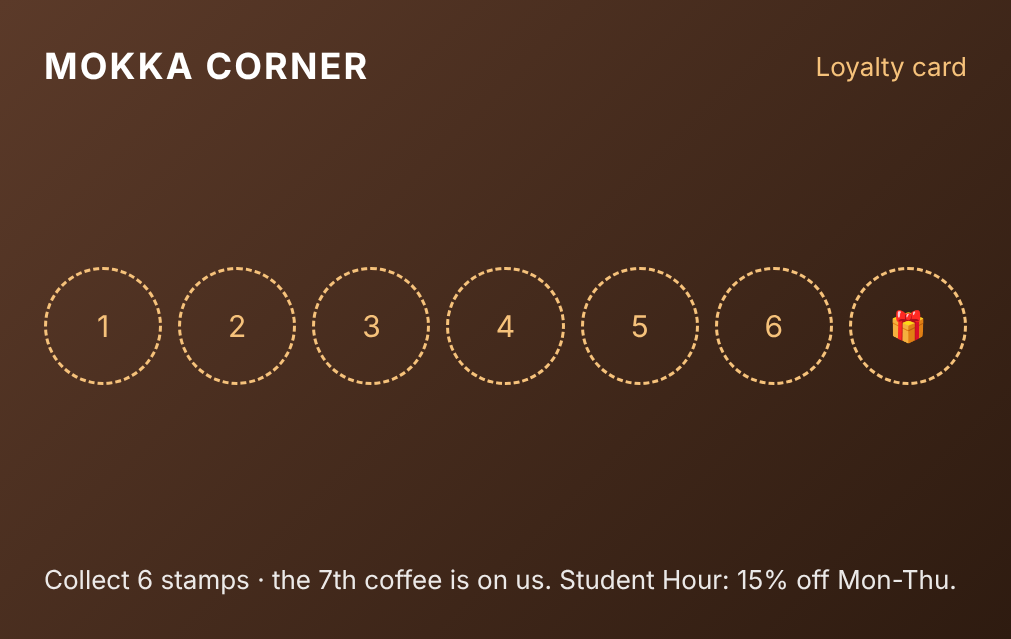 MOKKA CORNER
Loyalty card
1 2 3 4 5 6
Collect 6 stamps · the 7th coffee is on us. Student Hour: 15% off Mon-Thu.